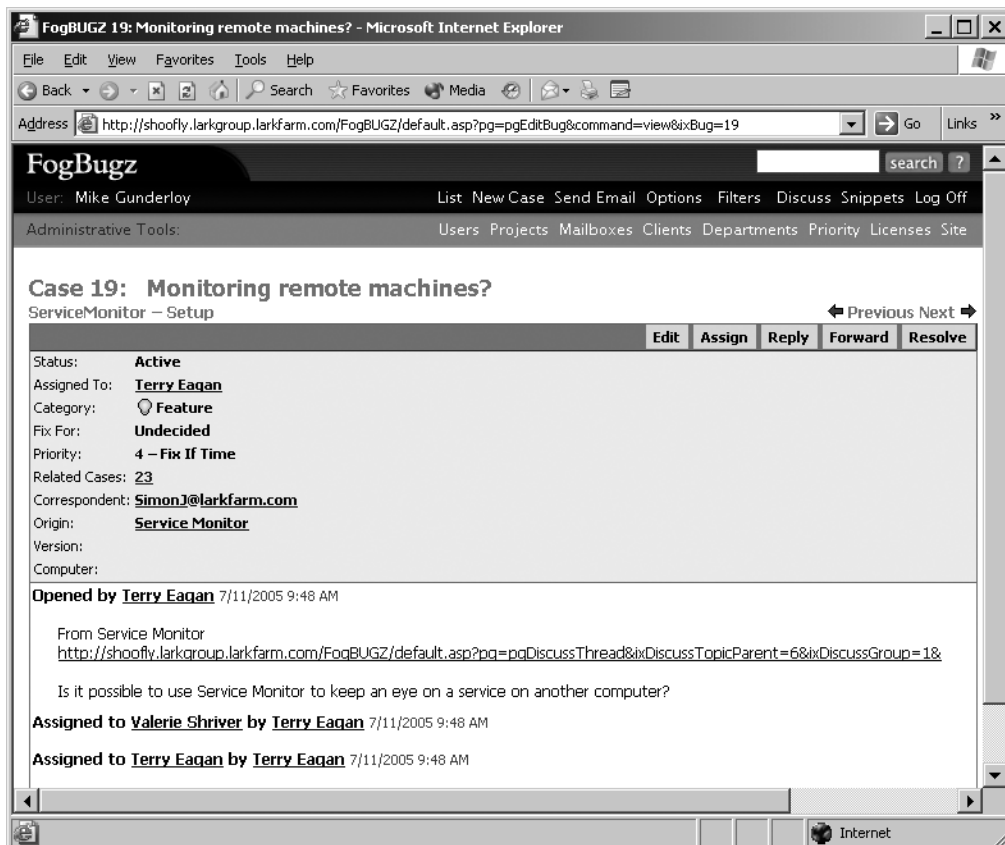 FogBUGZ 19: Monitoring remote machines? - Microsoft Internet Explorer
File Edit View Favorites Tools Help
Back Search Favorites Media
Address http://shoofly.larkgroup.larkfarm.com/FogBUGZ/default.asp?pg=pgEditBug&command=view&ixBug=19 Go Links »
FogBugz search ?
User: Mike Gunderloy List New Case Send Email Options Filters Discuss Snippets Log Off
Administrative Tools: Users Projects Mailboxes Clients Departments Priority Licenses Site
Case 19: Monitoring remote machines?
ServiceMonitor – Setup Previous Next
Edit Assign Reply Forward Resolve
Status: Active
Assigned To: Terry Eagan
Category: Feature
Fix For: Undecided
Priority: 4 – Fix If Time
Related Cases: 23
Correspondent: SimonJ@larkfarm.com
Origin: Service Monitor
Version:
Computer:
Opened by Terry Eagan 7/11/2005 9:48 AM
From Service Monitor
http://shoofly.larkgroup.larkfarm.com/FogBUGZ/default.asp?pg=pgDiscussThread&ixDiscussTopicParent=6&ixDiscussGroup=1&
Is it possible to use Service Monitor to keep an eye on a service on another computer?
Assigned to Valerie Shriver by Terry Eagan 7/11/2005 9:48 AM
Assigned to Terry Eagan by Terry Eagan 7/11/2005 9:48 AM
Internet